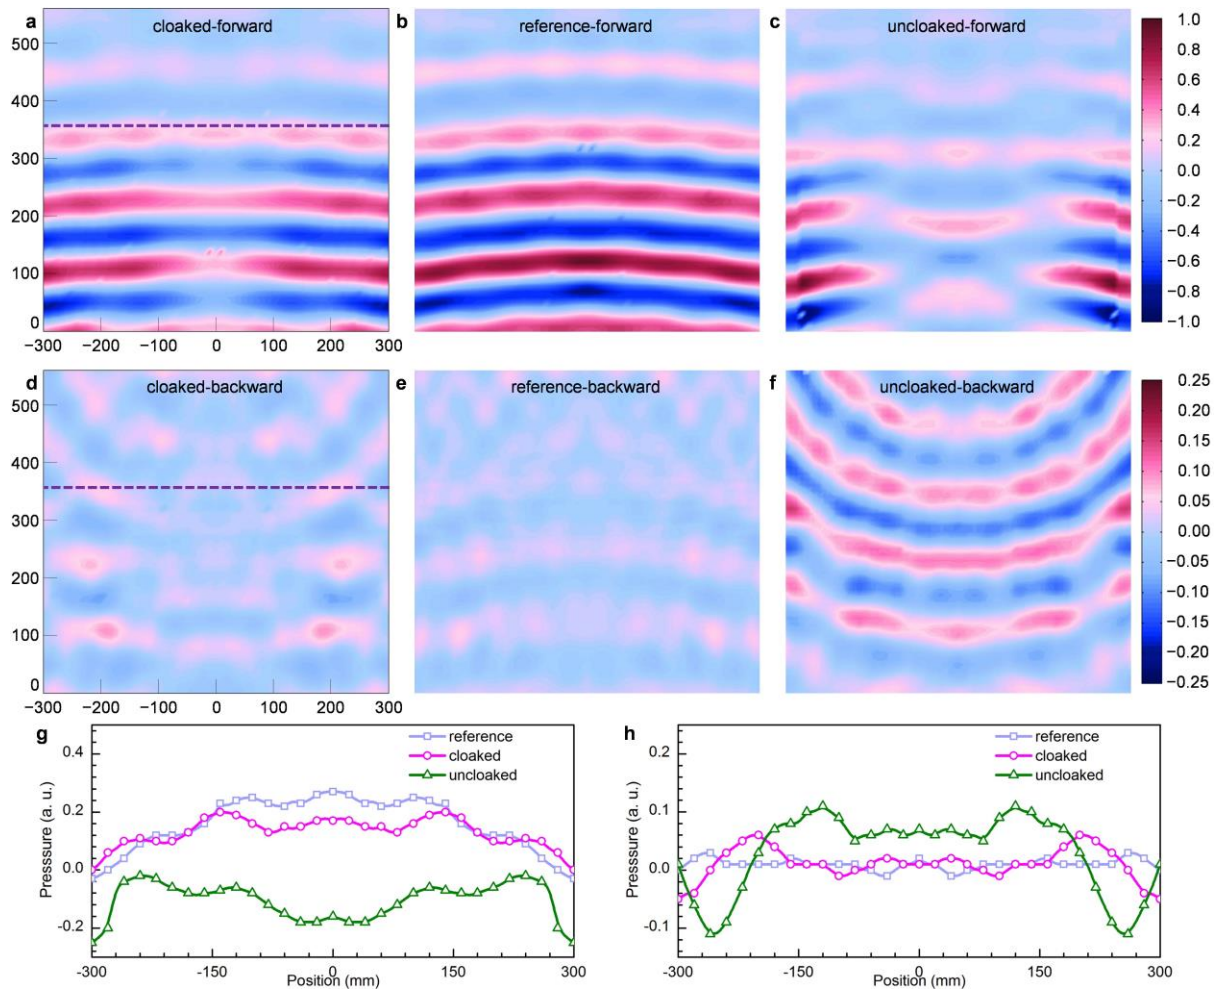 a cloaked-forward b reference-forward c uncloaked-forward
500
400
300
200
100
0
−300 −200 −100 0 100 200 300
1.0
0.8
0.6
0.4
0.2
0.0
−0.2
−0.4
−0.6
−0.8
−1.0
d cloaked-backward e reference-backward f uncloaked-backward
500
400
300
200
100
0
−300 −200 −100 0 100 200 300
0.25
0.20
0.15
0.10
0.05
0.00
−0.05
−0.10
−0.15
−0.20
−0.25
g
reference
cloaked
uncloaked
0.4
0.2
0.0
-0.2
Presssure (a. u.)
-300 -150 0 150 300
Position (mm)
h
reference
cloaked
uncloaked
0.2
0.1
0.0
-0.1
Pressure (a. u.)
-300 -150 0 150 300
Position (mm)